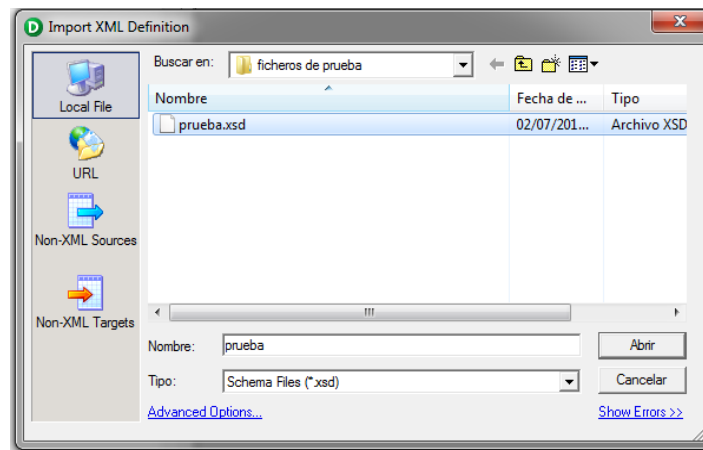 Import XML Definition
Buscar en: ficheros de prueba
Local File
URL
Non-XML Sources
Non-XML Targets
Nombre Fecha de ... Tipo
prueba.xsd 02/07/201... Archivo XSD
Nombre: prueba Abrir
Tipo: Schema Files (*.xsd) Cancelar
Advanced Options... Show Errors >>